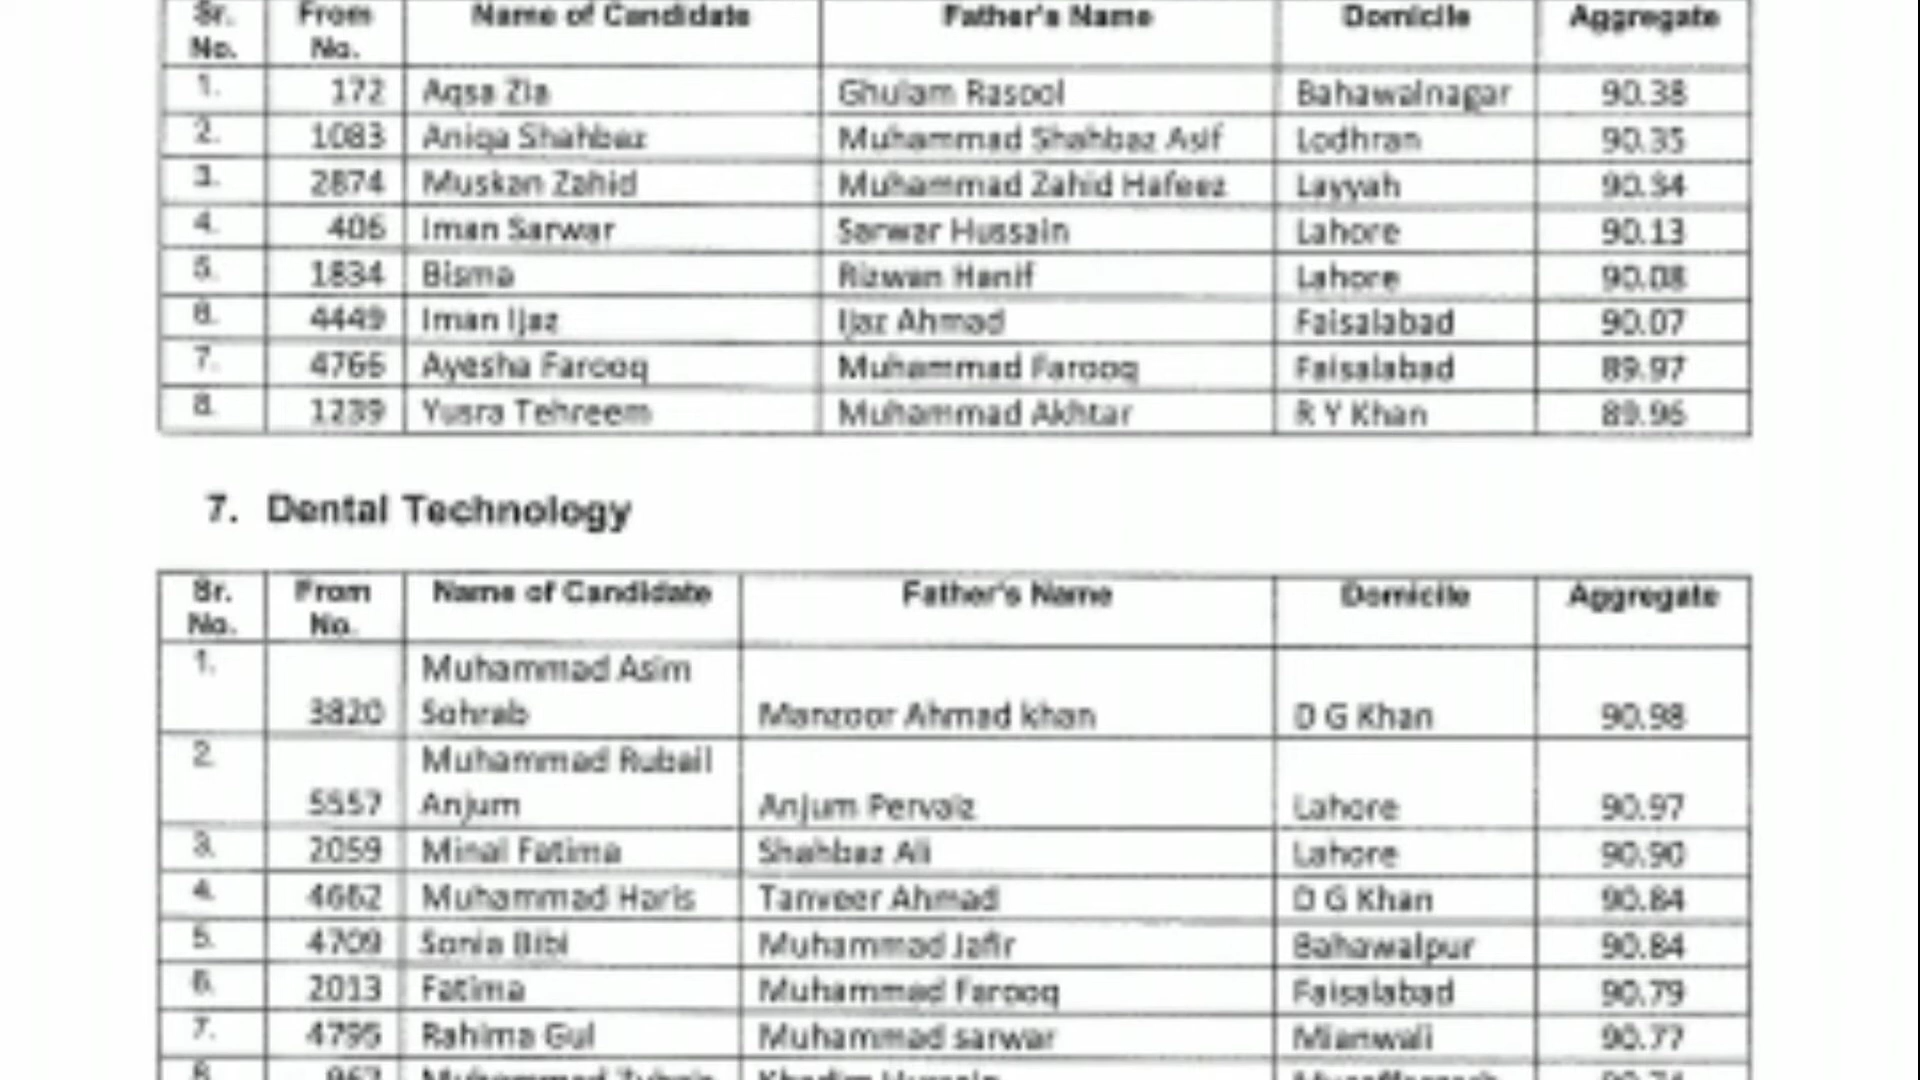 Sr. No. From No. Name of Candidate Father's Name Domicile Aggregate
1. 172 Aqsa Zia Ghulam Rasool Bahawalnagar 90.38
2. 1083 Aniqa Shahbaz Muhammad Shahbaz Asif Lodhran 90.35
3. 2874 Muskan Zahid Muhammad Zahid Hafeez Layyah 90.34
4. 406 Iman Sarwar Sarwar Hussain Lahore 90.13
5. 1834 Bisma Rizwan Hanif Lahore 90.08
6. 4449 Iman Ijaz Ijaz Ahmad Faisalabad 90.07
7. 4766 Ayesha Farooq Muhammad Farooq Faisalabad 89.97
8. 1239 Yusra Tehreem Muhammad Akhtar R Y Khan 89.96
7. Dental Technology
Sr. No. From No. Name of Candidate Father's Name Domicile Aggregate
1. 3820 Muhammad Asim Sohrab Manzoor Ahmad khan D G Khan 90.98
2. 5557 Muhammad Rubail Anjum Anjum Pervaiz Lahore 90.97
3. 2059 Minal Fatima Shahbaz Ali Lahore 90.90
4. 4662 Muhammad Haris Tanveer Ahmad D G Khan 90.84
5. 4709 Sonia Bibi Muhammad Jafir Bahawalpur 90.84
6. 2013 Fatima Muhammad Farooq Faisalabad 90.79
7. 4795 Rahima Gul Muhammad sarwar Mianwali 90.77
8. Muhammad